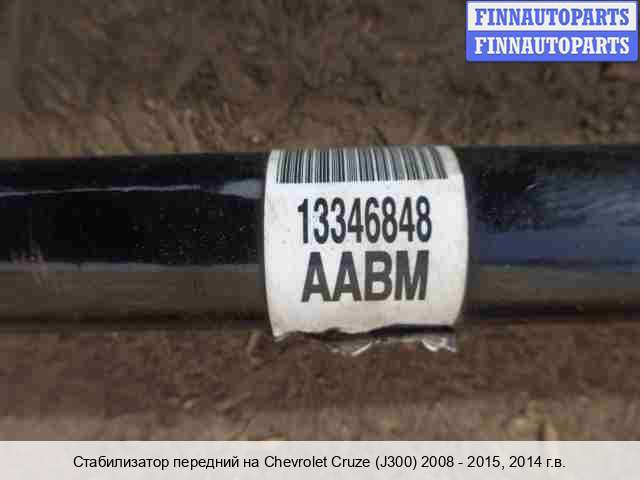 FINNAUTOPARTS
FINNAUTOPARTS
13346848
AABM
Стабилизатор передний на Chevrolet Cruze (J300) 2008 - 2015, 2014 г.в.